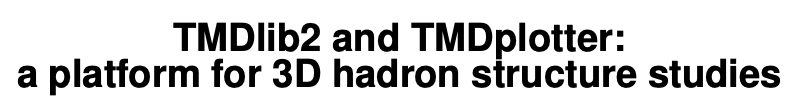 TMDlib2 and TMDplotter:
a platform for 3D hadron structure studies